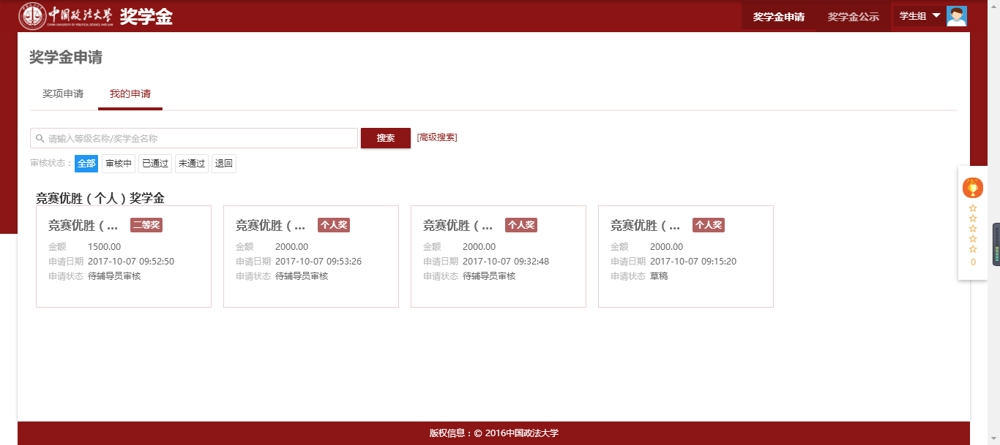 中国政法大学 奖学金 奖学金申请 奖学金公示 学生组
CHINA UNIVERSITY OF POLITICAL SCIENCE AND LAW
奖学金申请
奖项申请 我的申请
请输入等级名称/奖学金名称 搜索 [高级搜索]
审核状态： 全部 审核中 已通过 未通过 退回
竞赛优胜（个人）奖学金
竞赛优胜（... 二等奖
金额 1500.00
申请日期 2017-10-07 09:52:50
申请状态 待辅导员审核
竞赛优胜（... 个人奖
金额 2000.00
申请日期 2017-10-07 09:53:26
申请状态 待辅导员审核
竞赛优胜（... 个人奖
金额 2000.00
申请日期 2017-10-07 09:32:48
申请状态 待辅导员审核
竞赛优胜（... 个人奖
金额 2000.00
申请日期 2017-10-07 09:15:20
申请状态 草稿
0
版权信息：© 2016中国政法大学